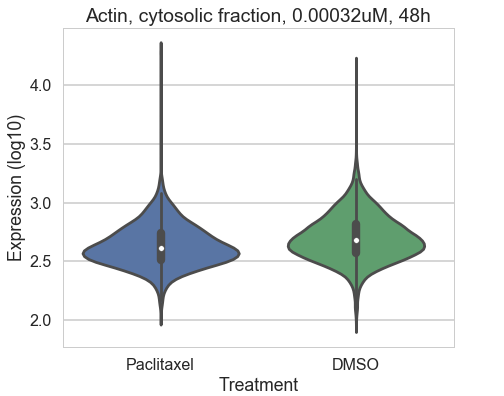 Actin, cytosolic fraction, 0.00032uM, 48h
Expression (log10)
4.0
3.5
3.0
2.5
2.0
Paclitaxel DMSO
Treatment